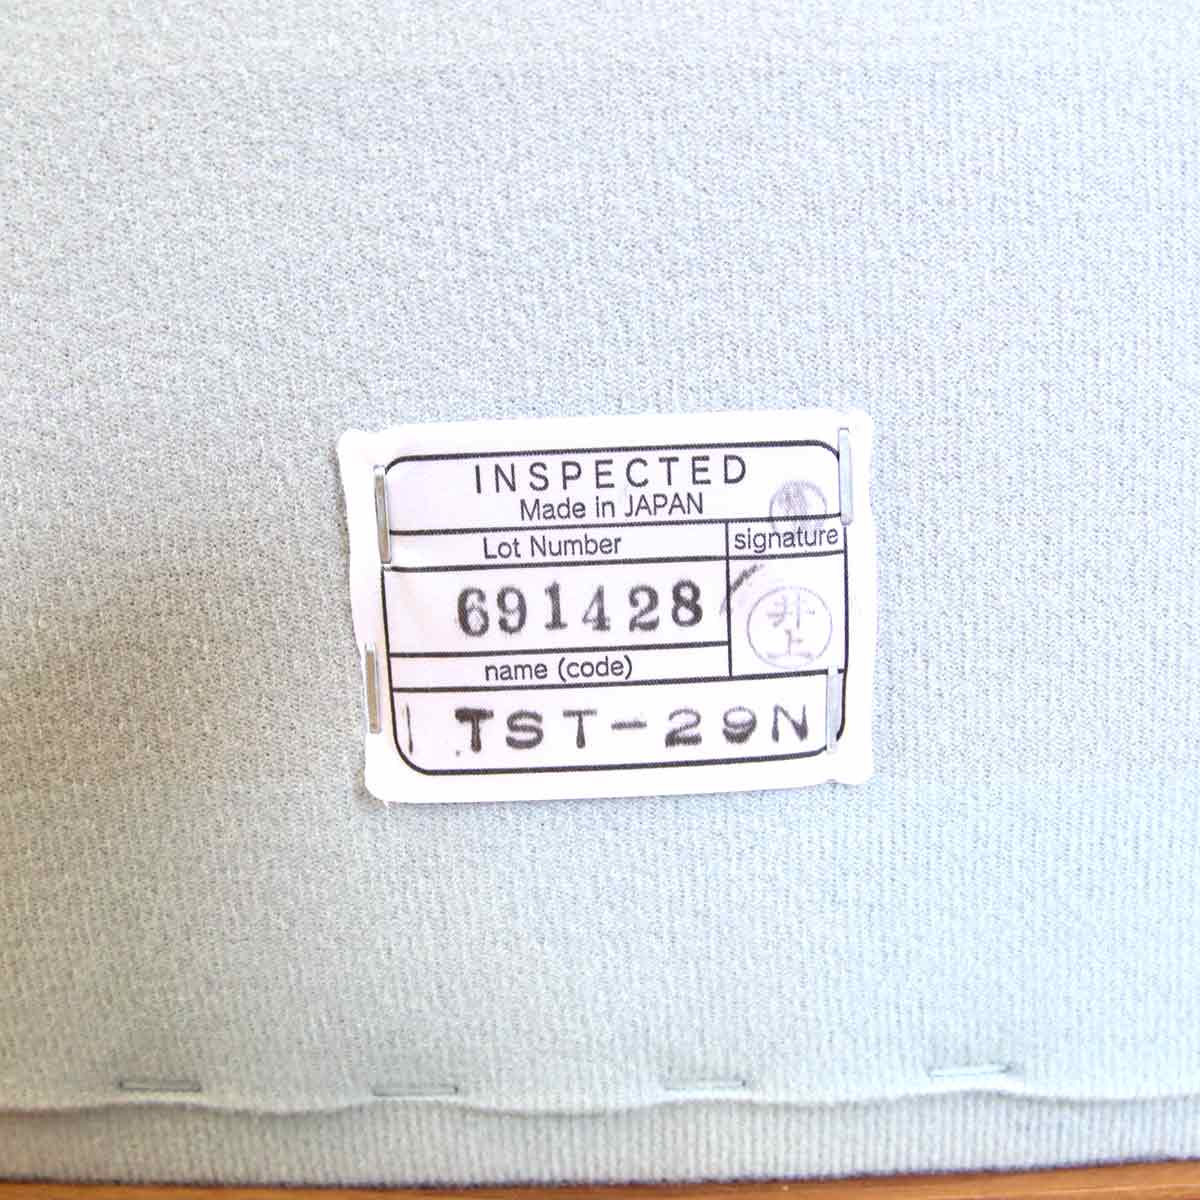 INSPECTED
Made in JAPAN
Lot Number
signature
691428
井上
name (code)
TST-29N